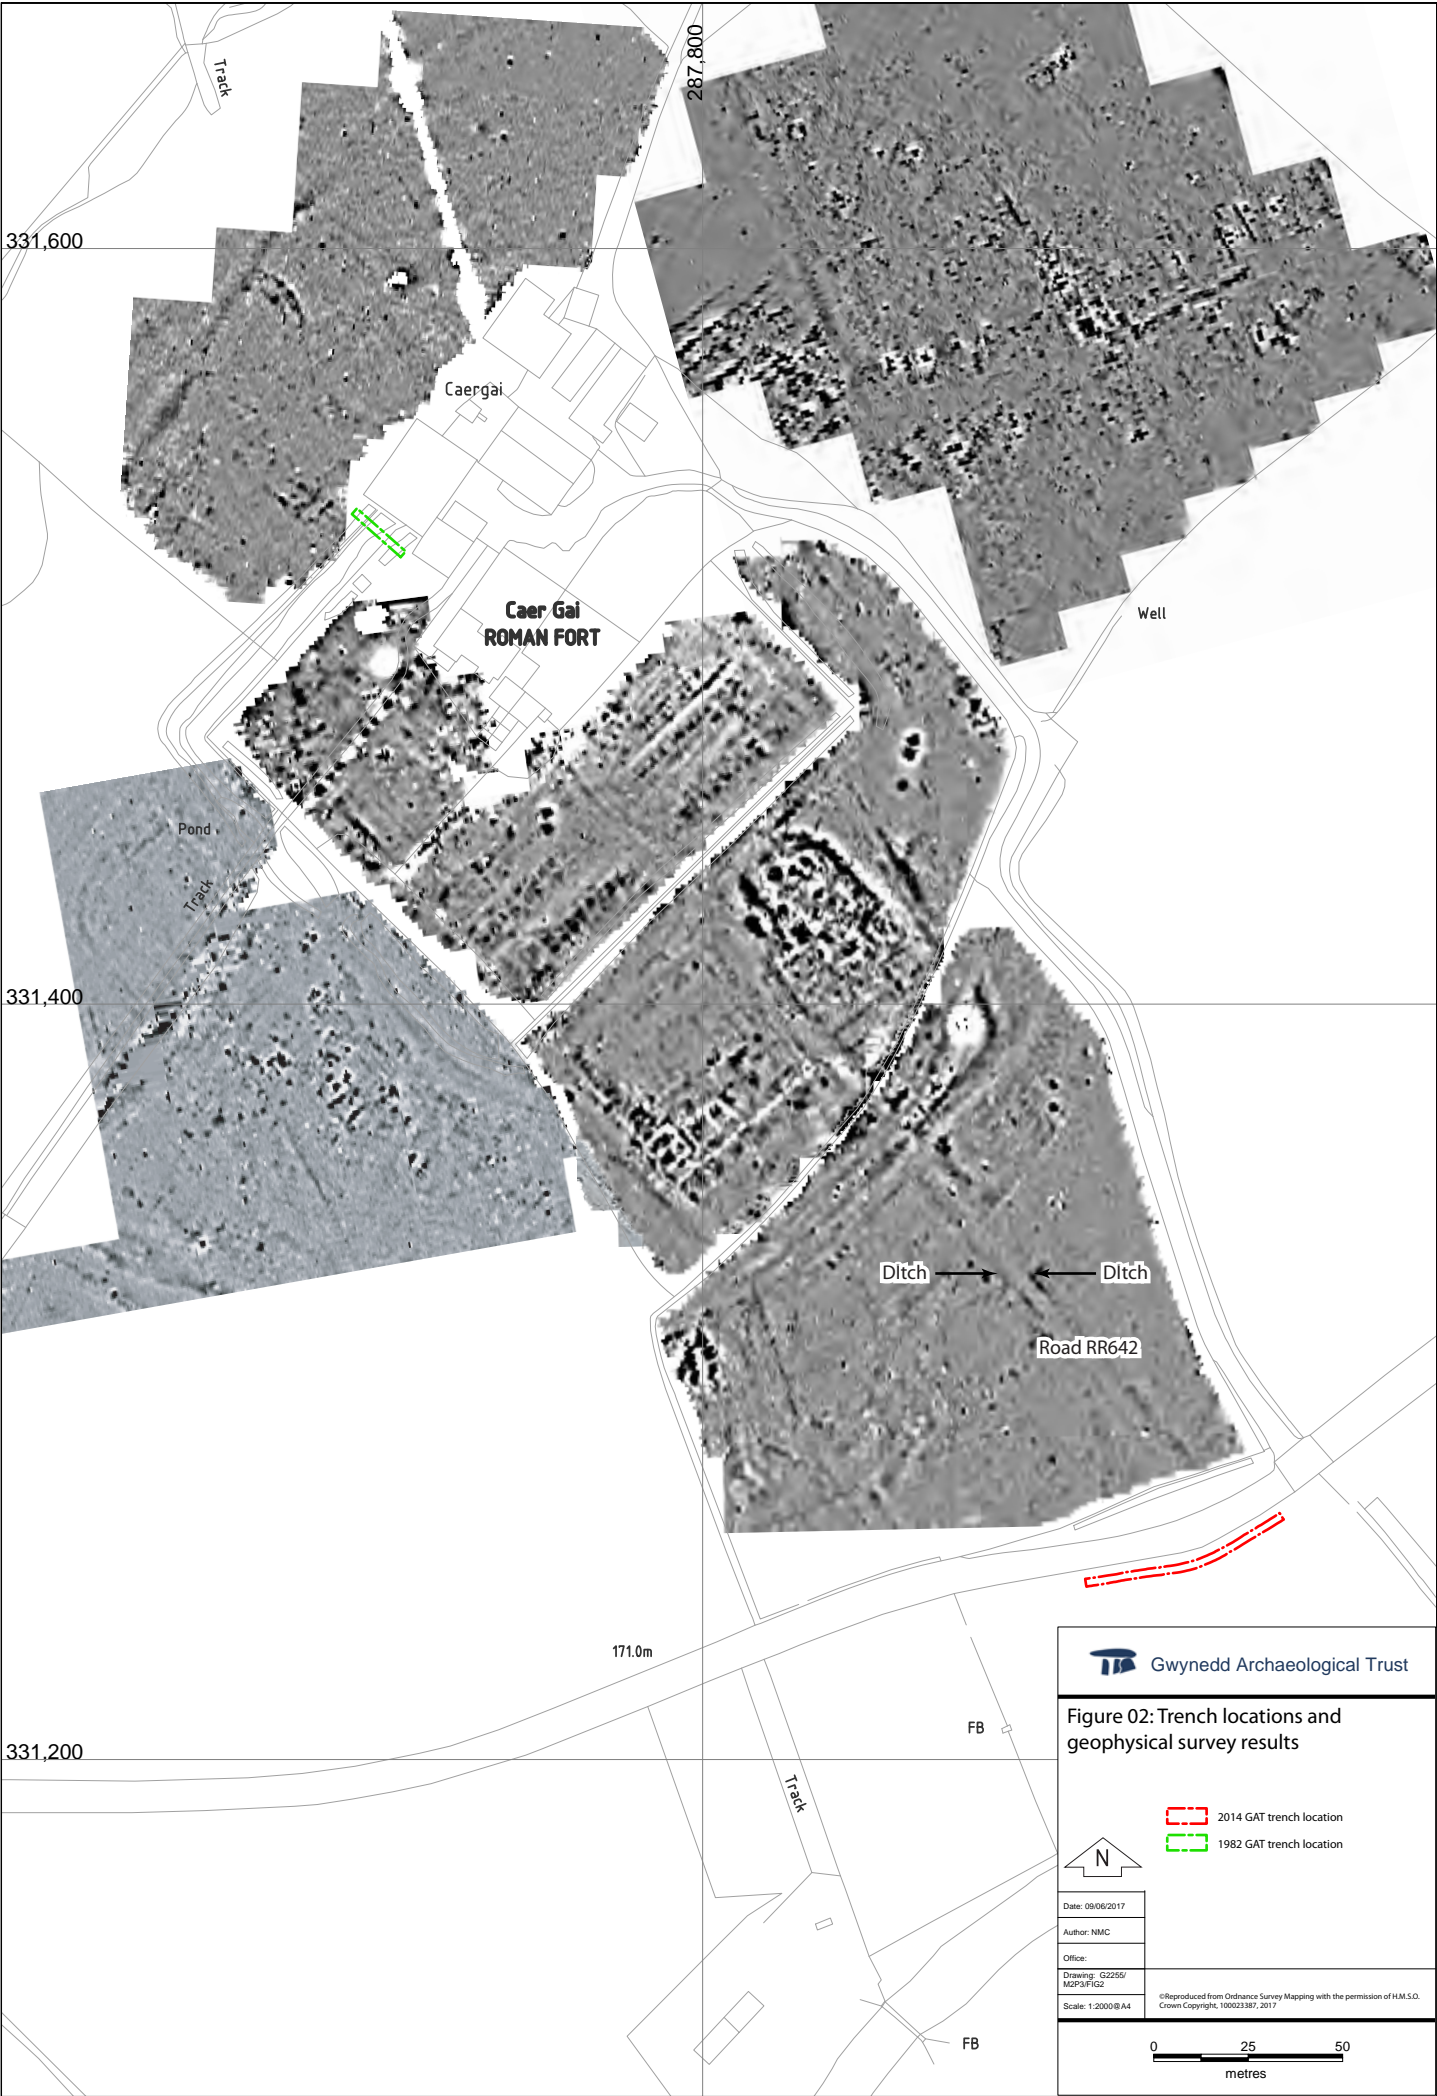 Track
287,800
331,600
Caergai
Caer Gai
ROMAN FORT
Well
Pond
Track
331,400
DItch
DItch
Road RR642
171.0m
331,200
Track
FB
FB
Gwynedd Archaeological Trust
Figure 02: Trench locations and
geophysical survey results
2014 GAT trench location
1982 GAT trench location
N
Date: 09/06/2017
Author: NMC
Office:
Drawing: G2255/
M2P3/FIG2
Scale: 1:2000@A4
©Reproduced from Ordnance Survey Mapping with the permission of H.M.S.O.
Crown Copyright, 100023387, 2017
0 25 50
metres